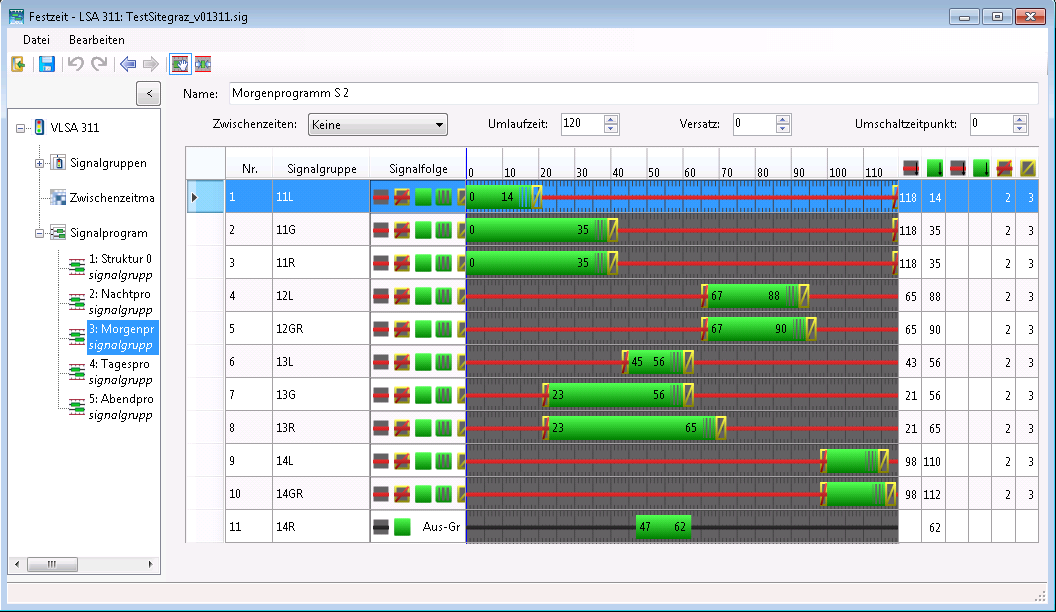 Festzeit - LSA 311: TestSitegraz_v01311.sig
Datei Bearbeiten
<
Name: Morgenprogramm S 2
Zwischenzeiten: Keine Umlaufzeit: 120 Versatz: 0 Umschaltzeitpunkt: 0
VLSA 311
Signalgruppen
Zwischenzeitma
Signalprogram
1: Struktur 0
signalgrupp
2: Nachtpro
signalgrupp
3: Morgenpr
signalgrupp
4: Tagespro
signalgrupp
5: Abendpro
signalgrupp
Nr. Signalgruppe Signalfolge 0 10 20 30 40 50 60 70 80 90 100 110
1 11L 0 14 118 14 2 3
2 11G 0 35 118 35 2 3
3 11R 0 35 118 35 2 3
4 12L 67 88 65 88 2 3
5 12GR 67 90 65 90 2 3
6 13L 45 56 43 56 2 3
7 13G 23 56 21 56 2 3
8 13R 23 65 21 65 2 3
9 14L 98 110 2 3
10 14GR 98 112 2 3
11 14R Aus-Gr 47 62 62